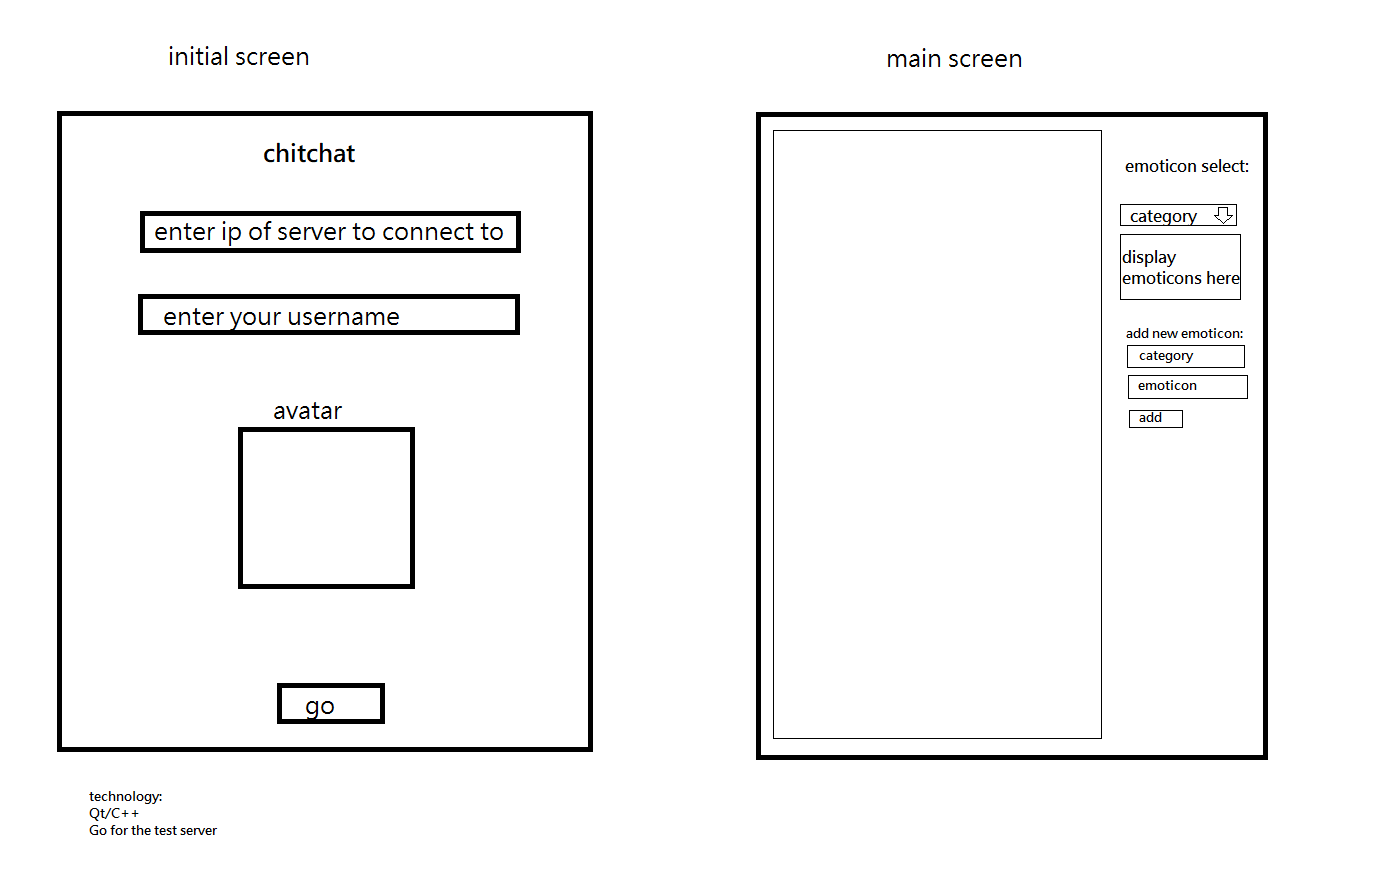 initial screen
chitchat
enter ip of server to connect to
enter your username
avatar
go
technology:
Qt/C++
Go for the test server
main screen
emoticon select:
category
display
emoticons here
add new emoticon:
category
emoticon
add